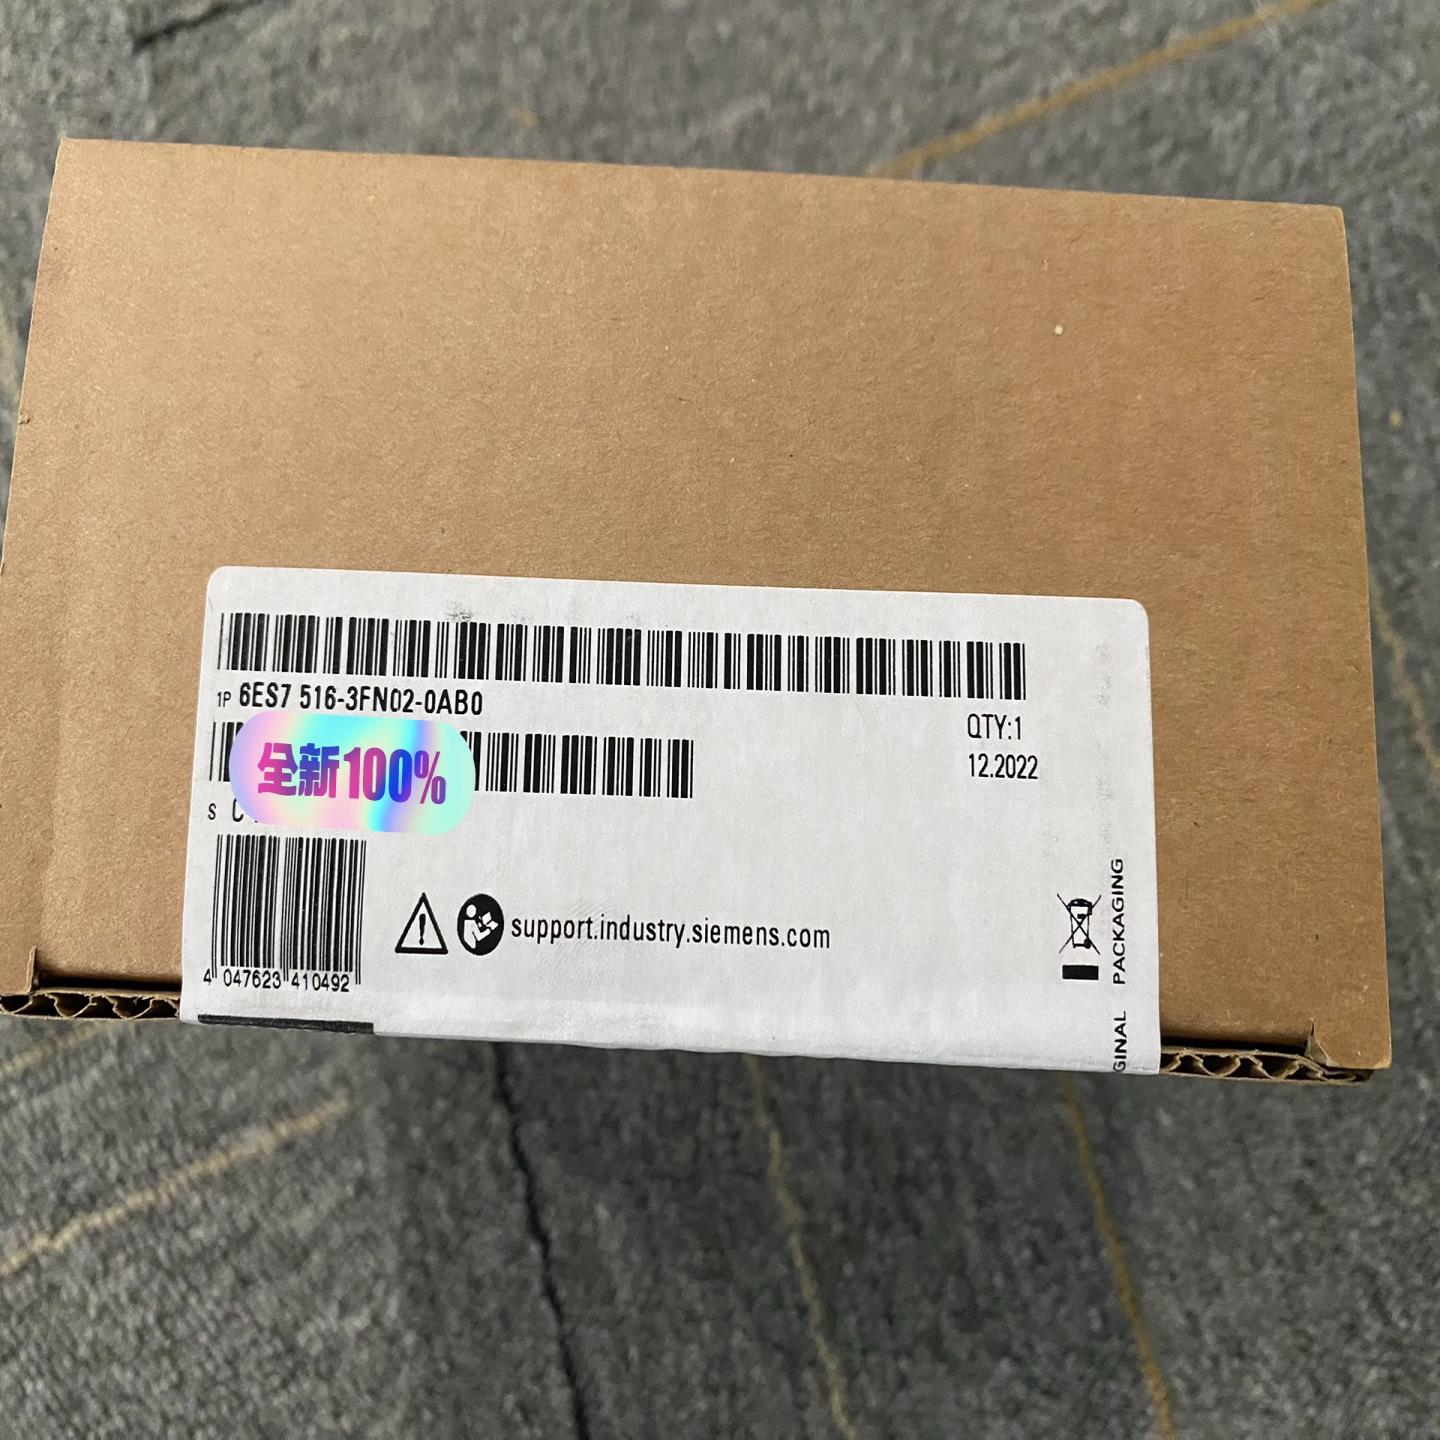 1P 6ES7 516-3FN02-0AB0
QTY:1
12.2022
全新100%
S C
4 047623 410492
support.industry.siemens.com
GINAL PACKAGING